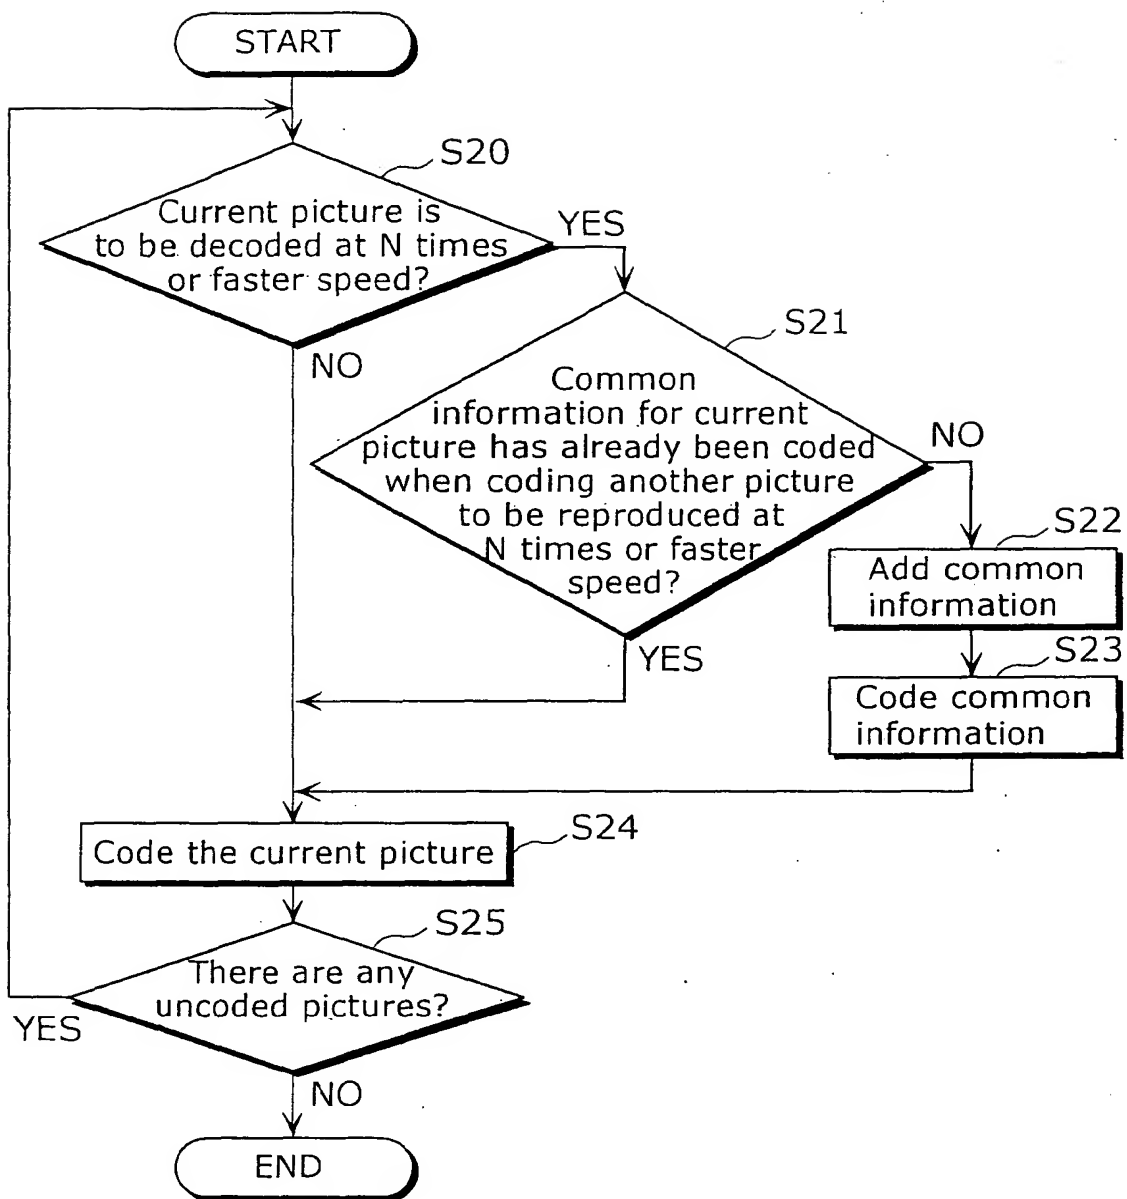 START
S20
Current picture is
to be decoded at N times
or faster speed?
YES
NO
S21
Common
information for current
picture has already been coded
when coding another picture
to be reproduced at
N times or faster
speed?
NO
YES
S22
Add common
information
S23
Code common
information
S24
Code the current picture
S25
There are any
uncoded pictures?
YES
NO
END